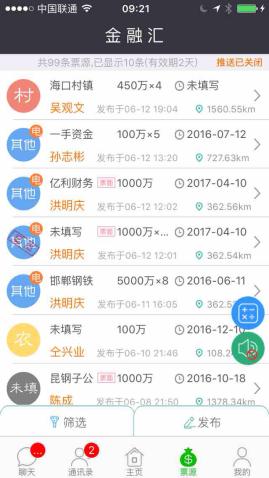 中国联通 09:21
金融汇
共99条票源,已显示10条(有效期2天) 推送已关闭
村 海口村镇 450万×4 未填写
吴观文 发布于06-12 19:04 1560.55km
电 其他 一手资金 100万×5 2016-07-12
孙志彬 发布于06-12 13:20 727.63km
电 其他 亿利财务 票面 1000万 2017-04-10
洪明庆 发布于06-12 12:04 362.56km
电 其他 未填写 票面 1000万×... 2017-04-10
洪明庆 发布于06-12 12:02 362.56km
电 其他 邯郸钢铁 5000万×8 2016-06-11
洪明庆 发布于06-11 16:05 362.53km
农 未填写 100万 2016-12-10
仝兴业 发布于06-10 21:46 108.2
未填 昆钢子公 票面 1000万 2016-10-18
陈成 发布于06-08 21:50 1378.34km
筛选 发布
... 2
聊天 通讯录 主页 票源 我的